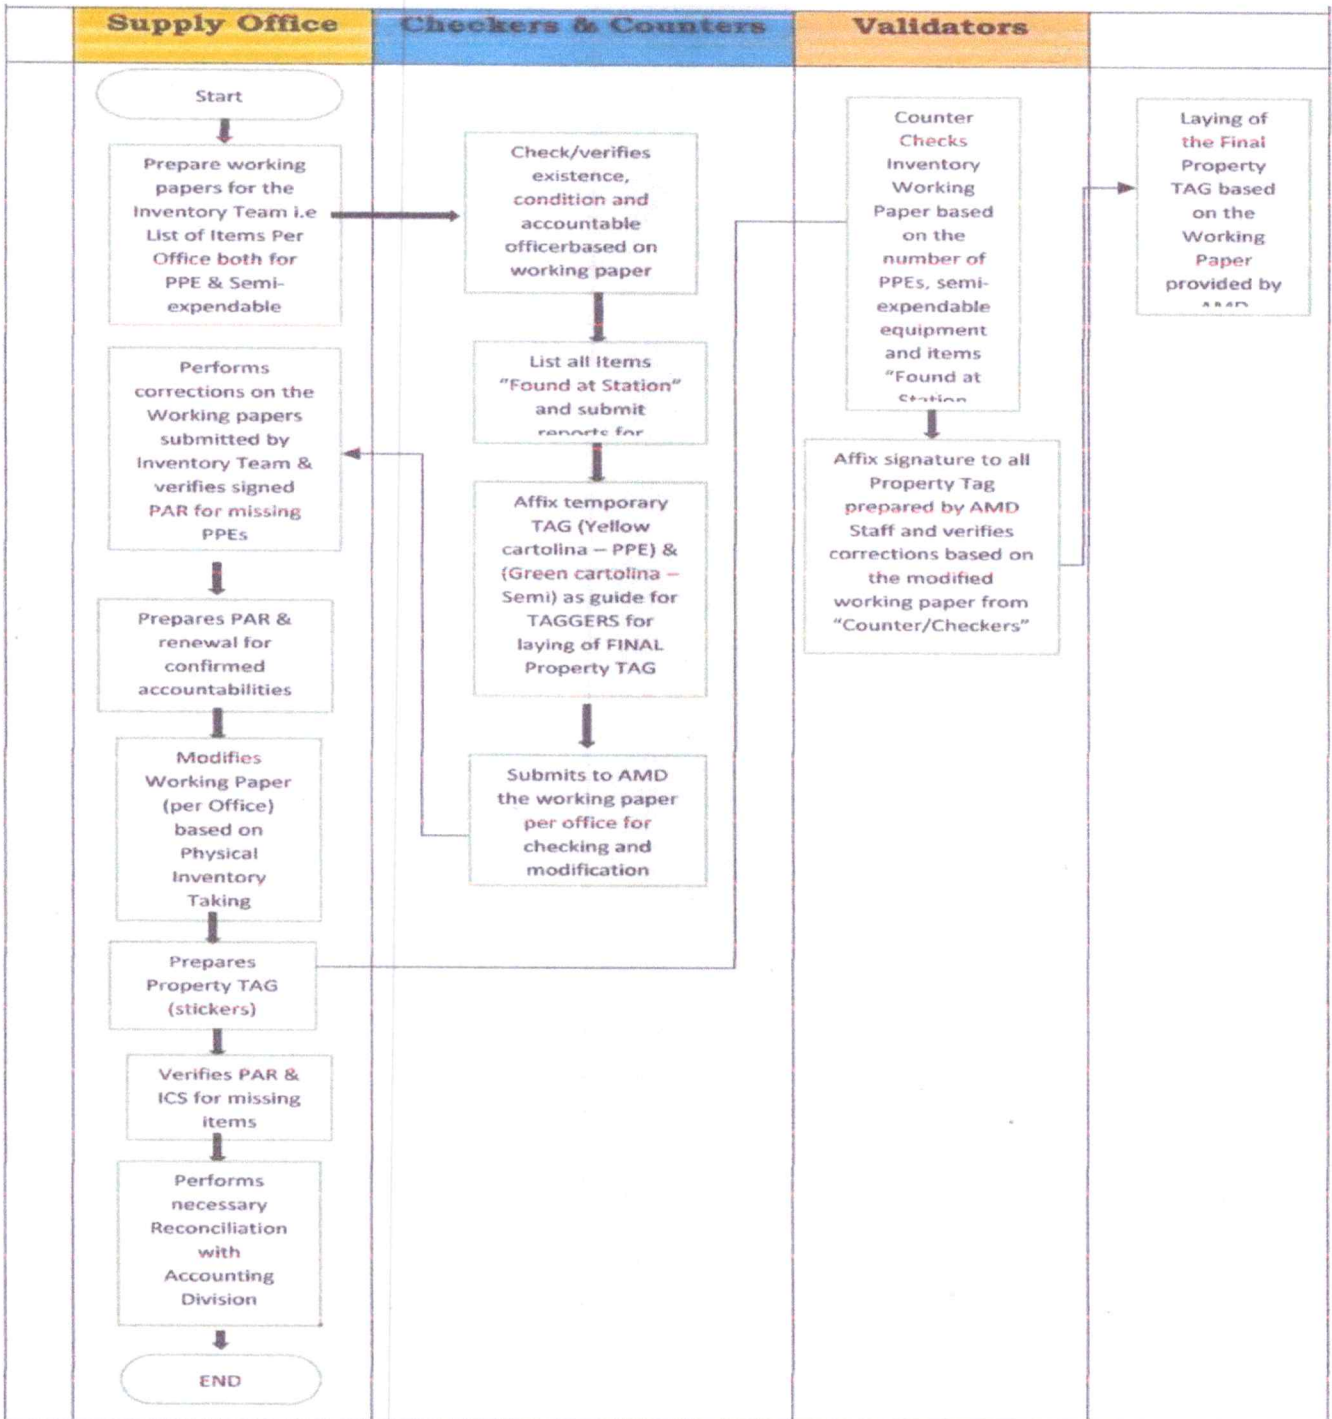 Supply Office
Checkers & Counters
Validators
Start
Prepare working
papers for the
Inventory Team i.e
List of Items Per
Office both for
PPE & Semi-
expendable
Performs
corrections on the
Working papers
submitted by
Inventory Team &
verifies signed
PAR for missing
PPEs
Prepares PAR &
renewal for
confirmed
accountabilities
Modifies
Working Paper
(per Office)
based on
Physical
Inventory
Taking
Prepares
Property TAG
(stickers)
Verifies PAR &
ICS for missing
items
Performs
necessary
Reconciliation
with
Accounting
Division
END
Check/verifies
existence,
condition and
accountable
officerbased on
working paper
List all Items
"Found at Station"
and submit
reports for
Affix temporary
TAG (Yellow
cartolina – PPE) &
(Green cartolina –
Semi) as guide for
TAGGERS for
laying of FINAL
Property TAG
Submits to AMD
the working paper
per office for
checking and
modification
Counter
Checks
Inventory
Working
Paper based
on the
number of
PPEs, semi-
expendable
equipment
and items
"Found at
Station
Affix signature to all
Property Tag
prepared by AMD
Staff and verifies
corrections based on
the modified
working paper from
"Counter/Checkers"
Laying of
the Final
Property
TAG based
on the
Working
Paper
provided by
AMD